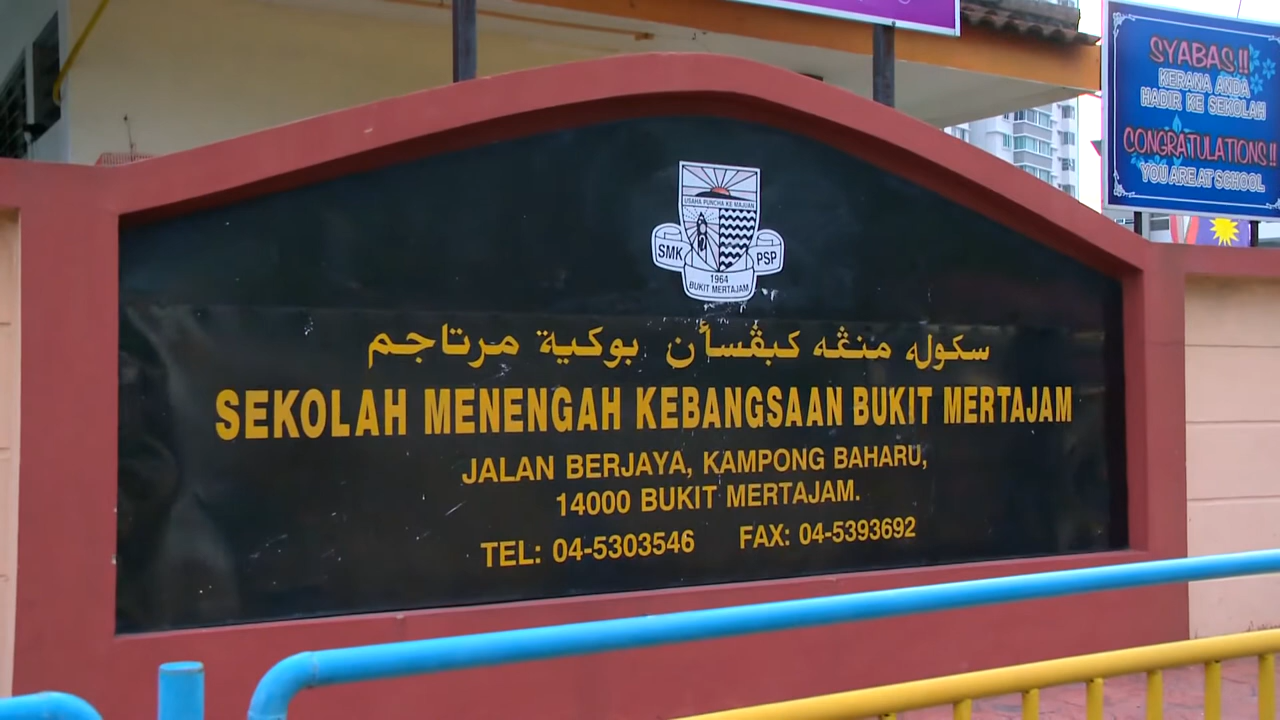 SYABAS!!
KERANA ANDA
HADIR KE SEKOLAH
CONGRATULATIONS!!
YOU ARE AT SCHOOL
USAHA PUNCHA KE MAJUAN
SMK PSP
1964
BUKIT MERTAJAM
سكوله منڠه كبڠسأن بوكية مرتاجم
SEKOLAH MENENGAH KEBANGSAAN BUKIT MERTAJAM
JALAN BERJAYA, KAMPONG BAHARU,
14000 BUKIT MERTAJAM.
TEL: 04-5303546 FAX: 04-5393692